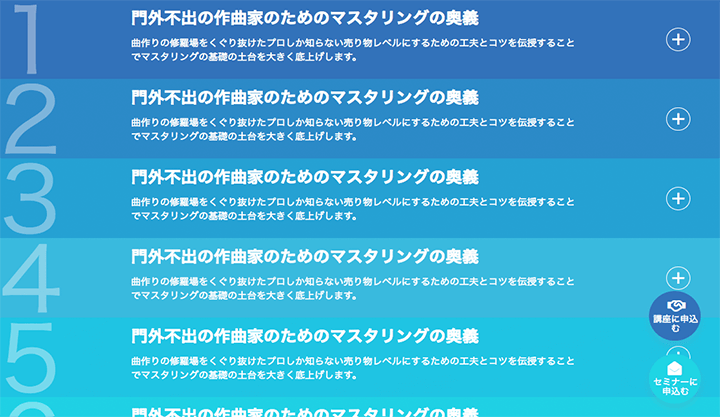 1
門外不出の作曲家のためのマスタリングの奥義
曲作りの修羅場をくぐり抜けたプロしか知らない売り物レベルにするための工夫とコツを伝授すること
でマスタリングの基礎の土台を大きく底上げします。
2
門外不出の作曲家のためのマスタリングの奥義
曲作りの修羅場をくぐり抜けたプロしか知らない売り物レベルにするための工夫とコツを伝授すること
でマスタリングの基礎の土台を大きく底上げします。
3
門外不出の作曲家のためのマスタリングの奥義
曲作りの修羅場をくぐり抜けたプロしか知らない売り物レベルにするための工夫とコツを伝授すること
でマスタリングの基礎の土台を大きく底上げします。
4
門外不出の作曲家のためのマスタリングの奥義
曲作りの修羅場をくぐり抜けたプロしか知らない売り物レベルにするための工夫とコツを伝授すること
でマスタリングの基礎の土台を大きく底上げします。
講座に申込
む
5
門外不出の作曲家のためのマスタリングの奥義
曲作りの修羅場をくぐり抜けたプロしか知らない売り物レベルにするための工夫とコツを伝授すること
でマスタリングの基礎の土台を大きく底上げします。
セミナーに
申込む
門外不出の作曲家のためのマスタリングの奥義